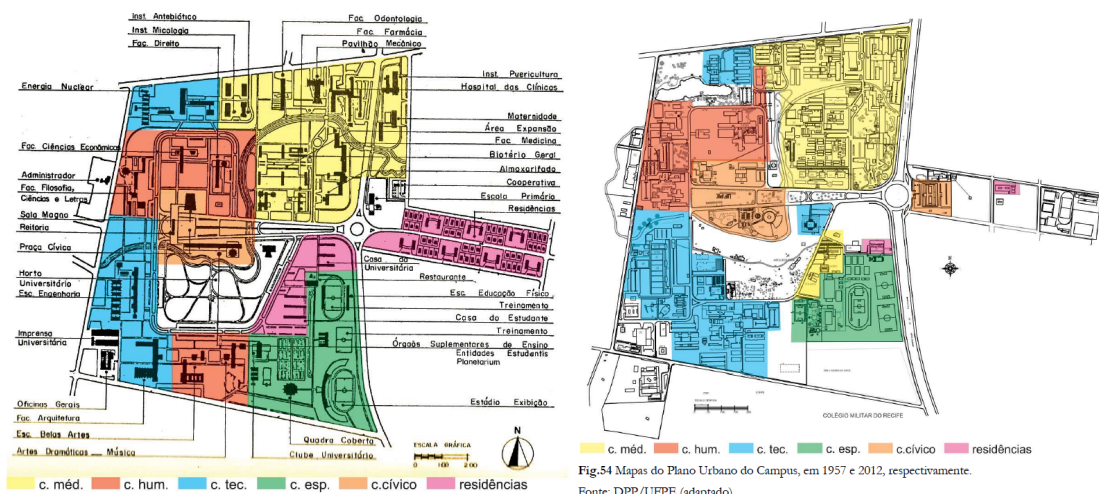 Inst. Antebiótico
Inst Micologia
Fac. Direito
Fac. Odontologia
Fac. Farmácia
Pavilhão Mecânico
Energia Nuclear
Fac. Ciências Econômicas
Administrador
Fac. Filosofia,
Ciências e Letras
Sala Magna
Reitoria
Praça Cívica
Horto
Universitário
Esc. Engenharia
Imprensa
Universitária
Oficinas Gerais
Fac. Arquitetura
Esc. Belas Artes
Artes Dramáticas _ Música
Inst. Puericultura
Hospital das Clínicas
Maternidade
Área Expansão
Fac Medicina
Biotério Geral
Almoxarifado
Cooperativa
Escola Primária
Residências
Casa do
Universitário
Restaurante
Esc. Educação Físico
Treinamento
Casa do Estudante
Treinamento
Órgãos Suplementares de Ensino
Entidades Estudantis
Planetarium
Estádio Exibição
Quadra Coberta
Clube Universitário
ESCALA GRÁFICA
0 100 200
N
c. méd. c. hum. c. tec. c. esp. c.cívico residências
N
COLÉGIO MILITAR DO RECIFE
c. méd. c. hum. c. tec. c. esp. c.cívico residências
Fig.54 Mapas do Plano Urbano do Campus, em 1957 e 2012, respectivamente.
Fonte: DPP/UFPE (adaptado)